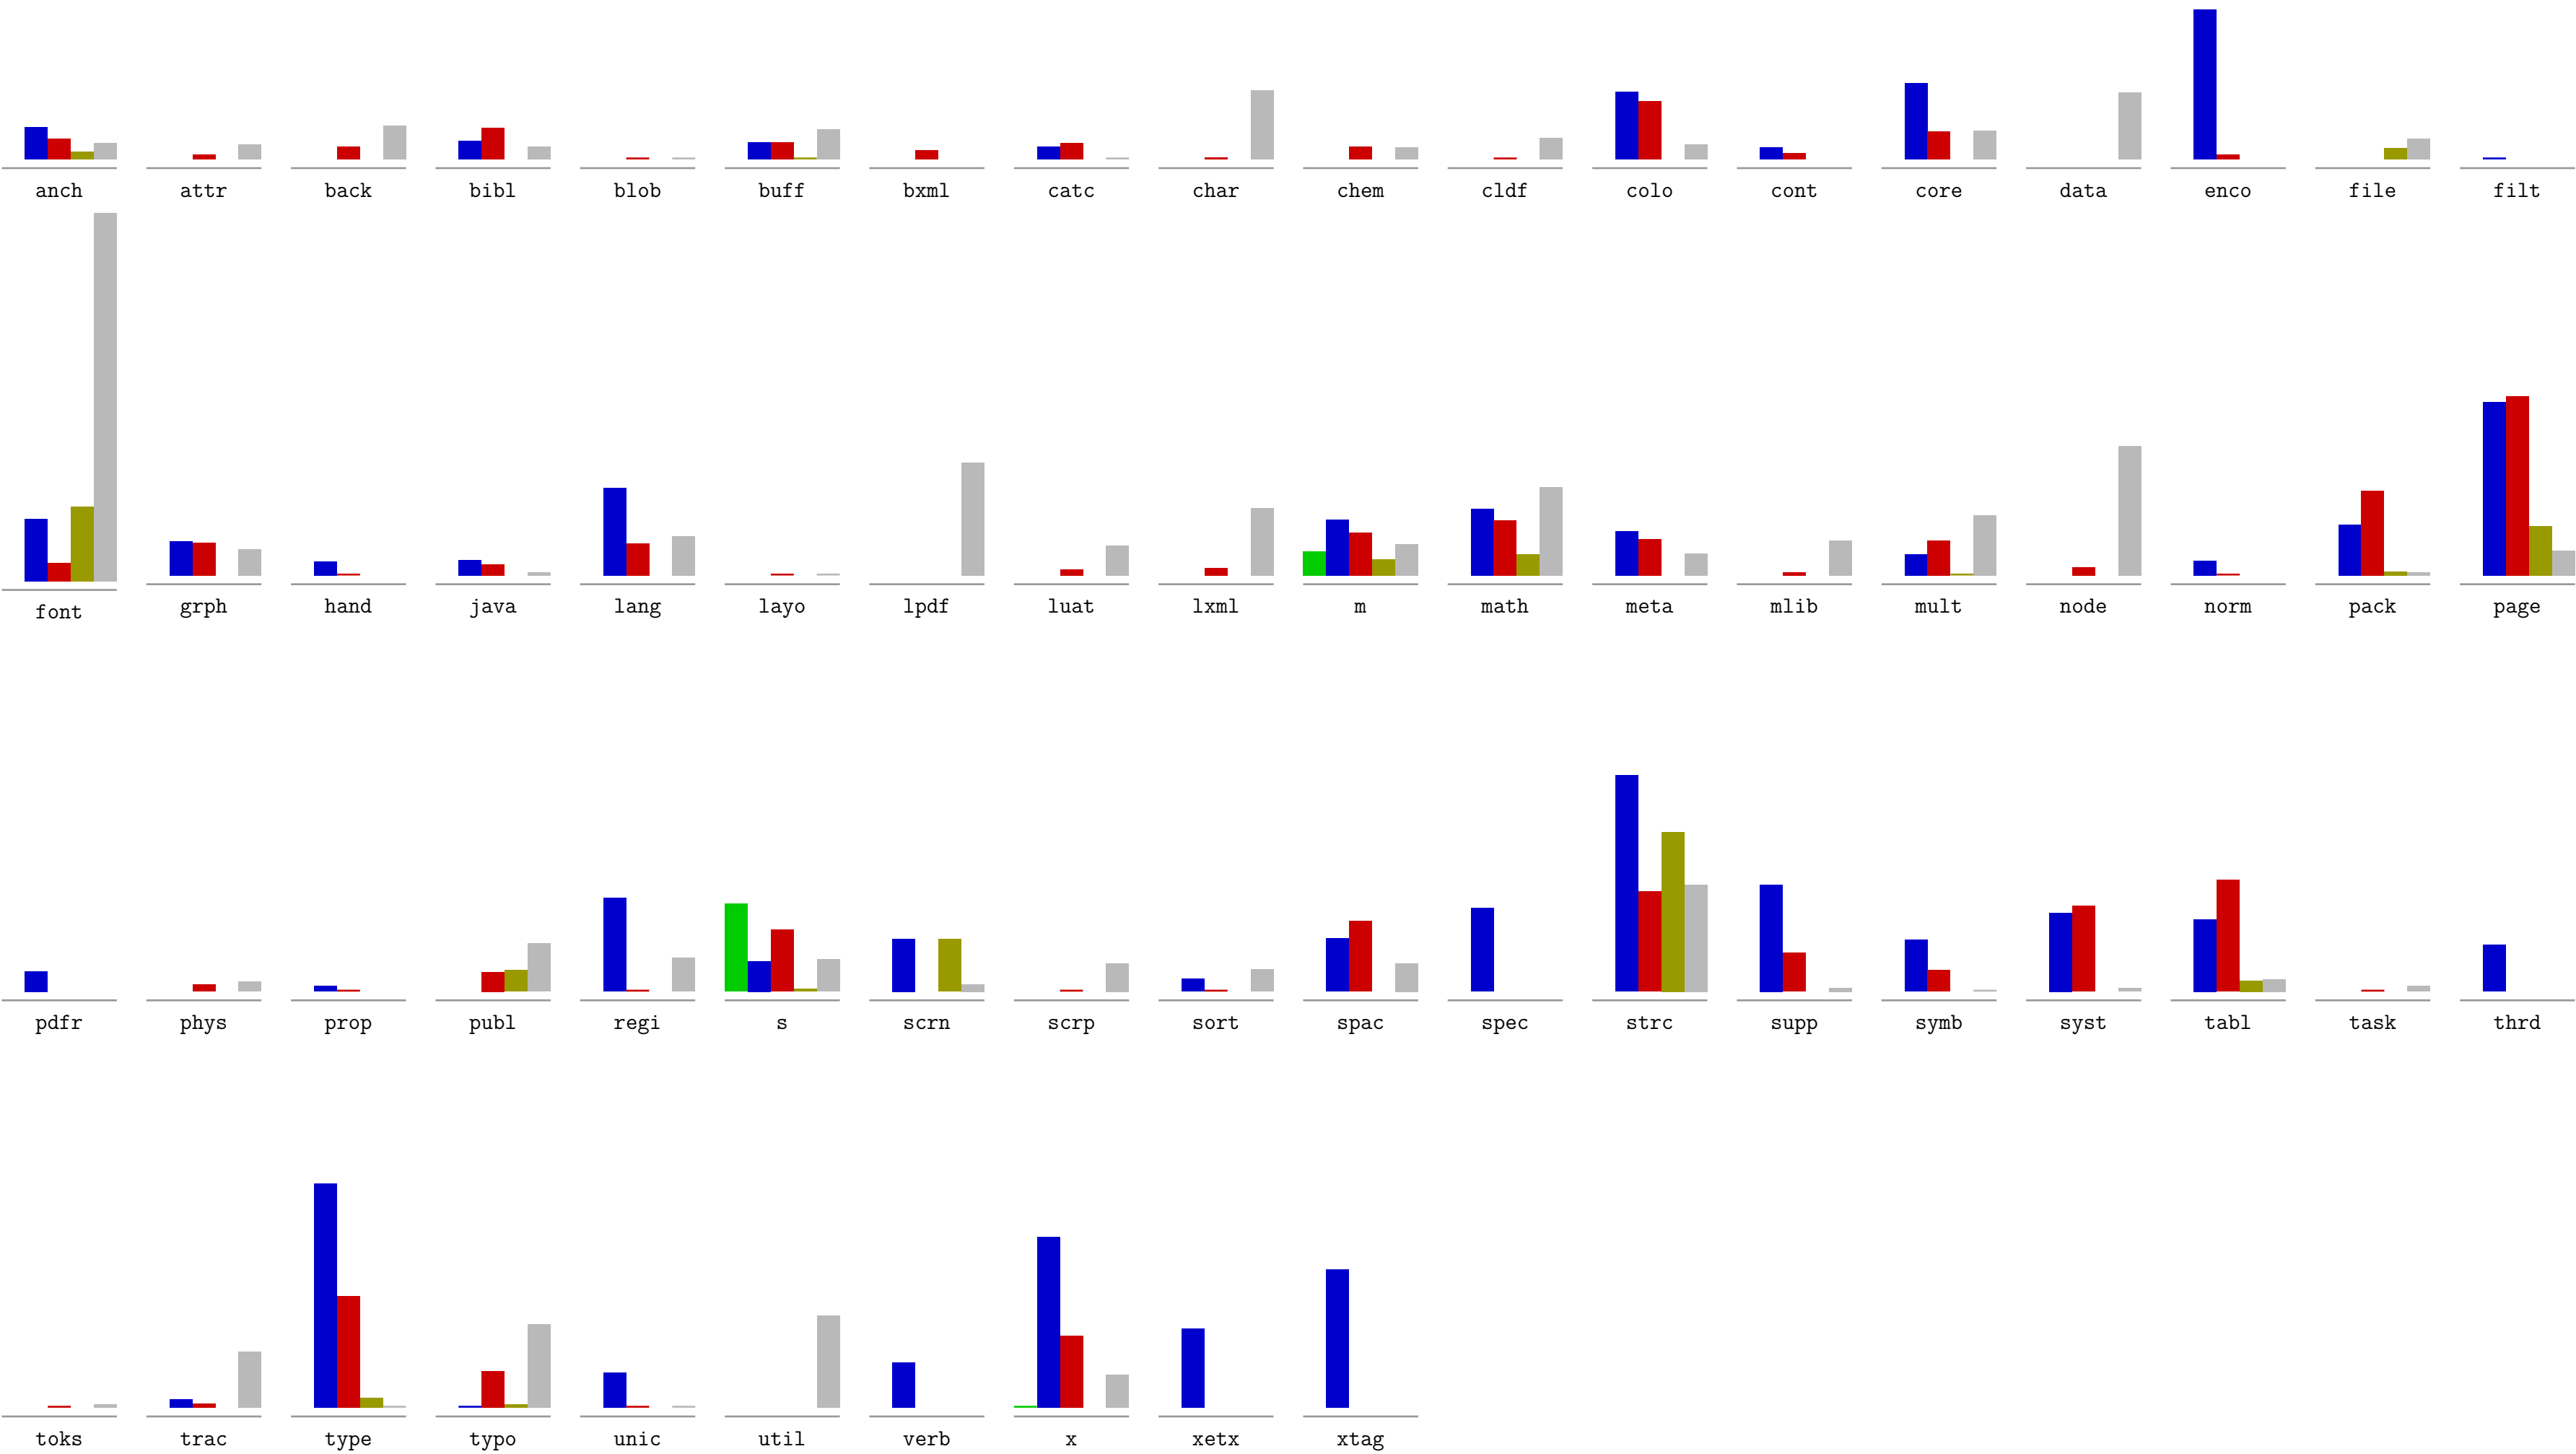 anch attr back bibl blob buff bxml catc char chem cldf colo cont core data enco file filt
font grph hand java lang layo lpdf luat lxml m math meta mlib mult node norm pack page
pdfr phys prop publ regi s scrn scrp sort spac spec strc supp symb syst tabl task thrd
toks trac type typo unic util verb x xetx xtag